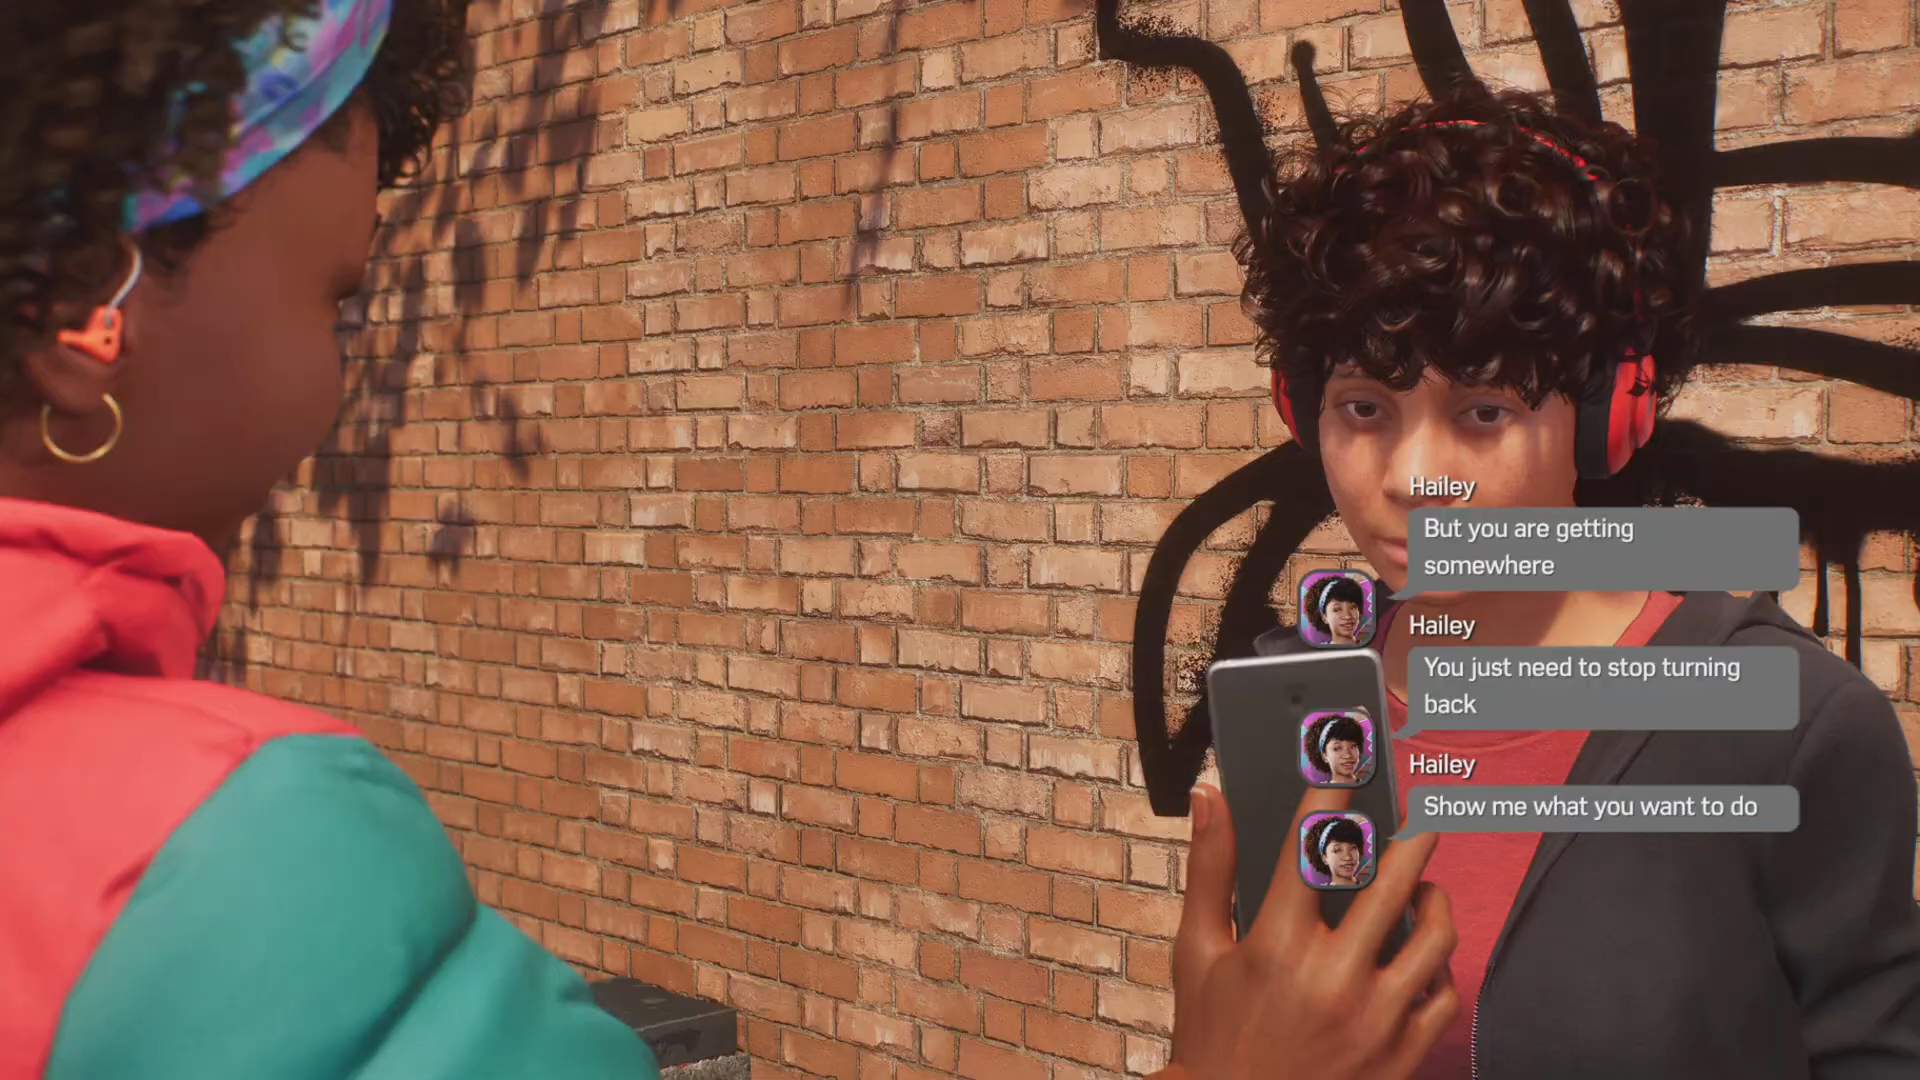 Hailey
But you are getting
somewhere
Hailey
You just need to stop turning
back
Hailey
Show me what you want to do